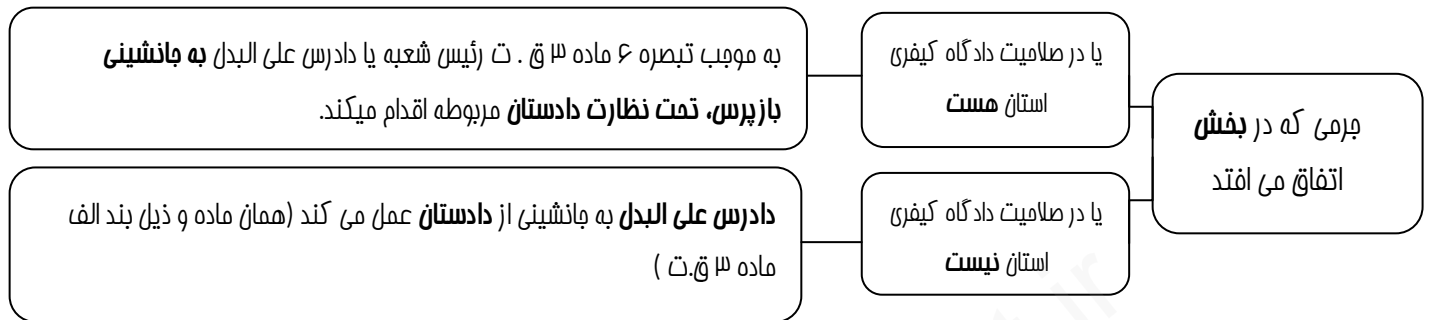 جرمی که در بخش
اتفاق می افتد
یا در صلاحیت دادگاه کیفری
استان هست
به موجب تبصره ۶ ماده ۳ ق . ت رئیس شعبه یا دادرس علی البدل به جانشینی
بازپرس، تحت نظارت دادستان مربوطه اقدام میکند.
یا در صلاحیت دادگاه کیفری
استان نیست
دادرس علی البدل به جانشینی از دادستان عمل می کند (همان ماده و ذیل بند الف
ماده ۳ ق.ت )